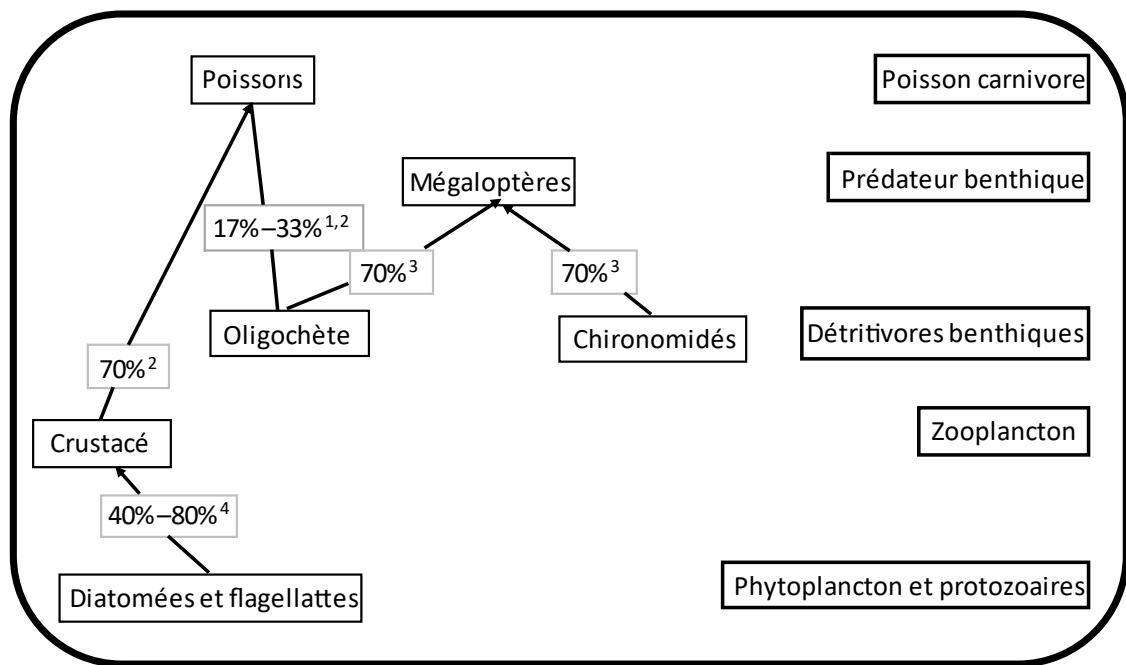 Poissons
Poisson carnivore
Mégaloptères
Prédateur benthique
17%–33%1,2
70%3
70%3
Oligochète
Chironomidés
Détritivores benthiques
70%2
Crustacé
Zooplancton
40%–80%4
Diatomées et flagellattes
Phytoplancton et protozoaires